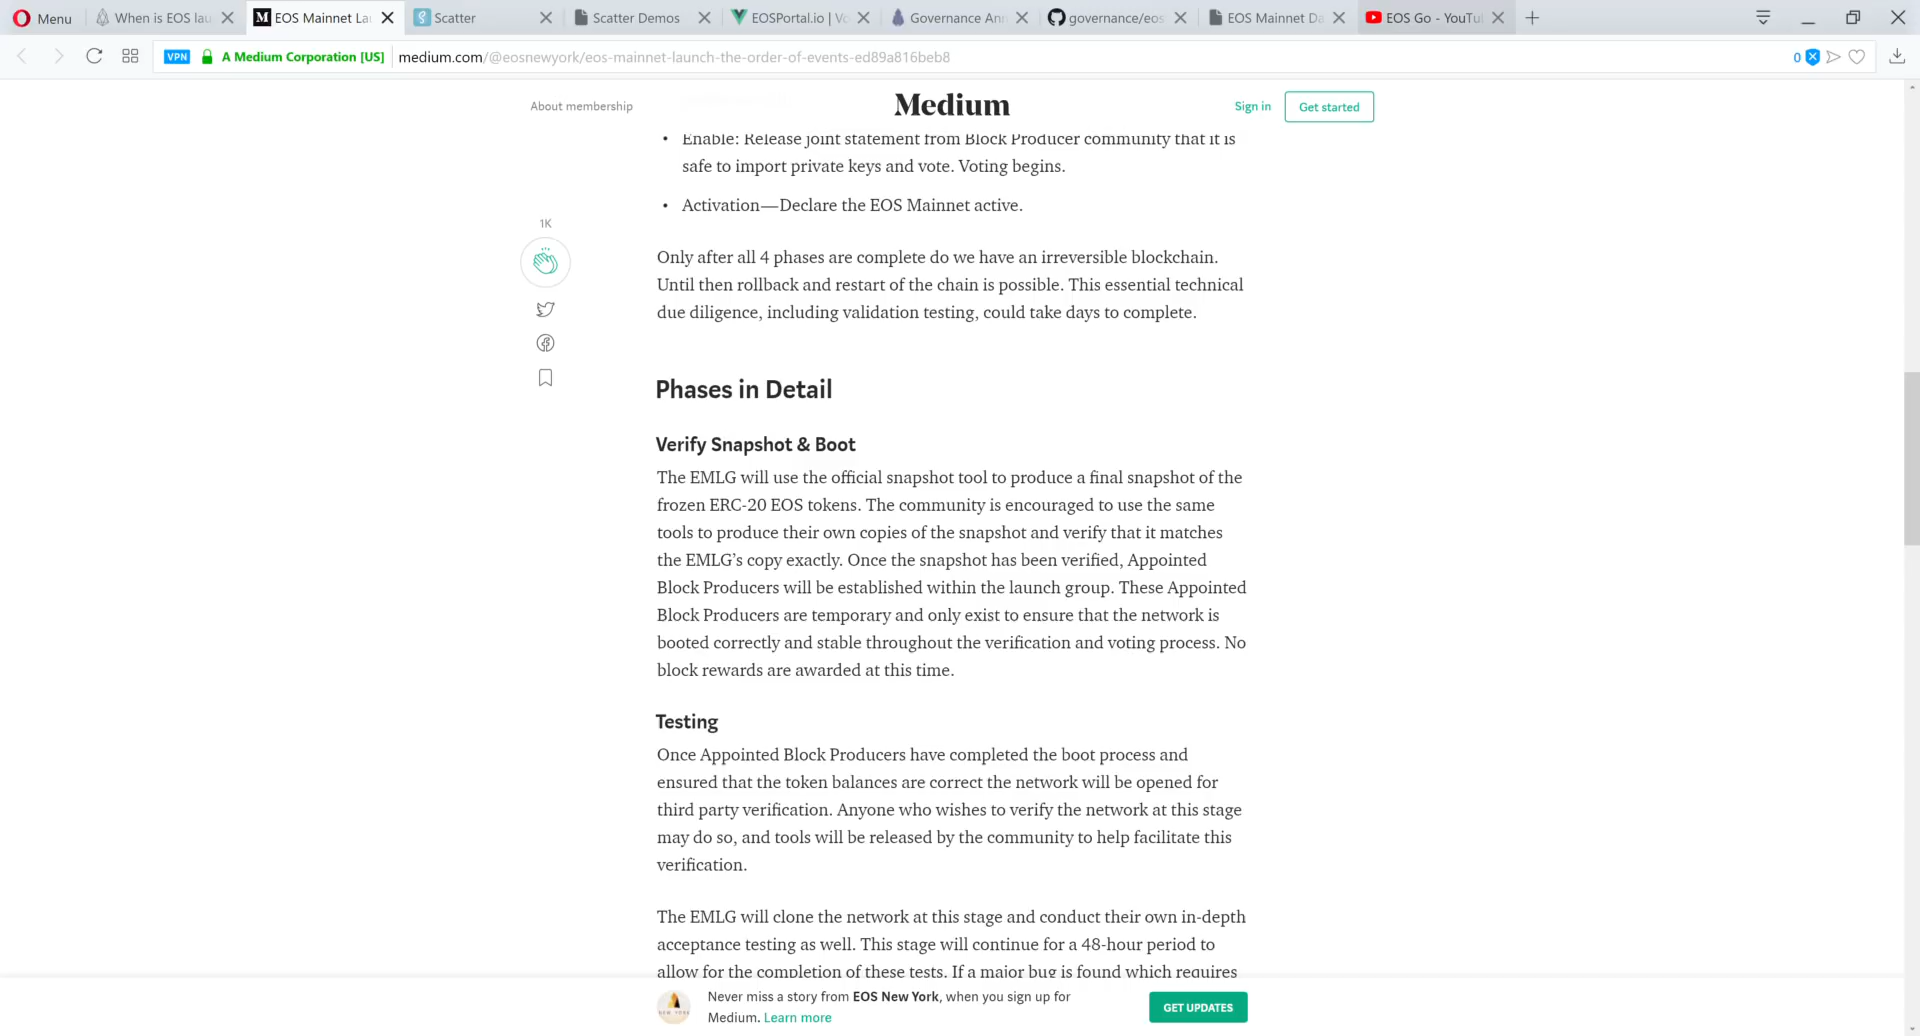 Menu
When is EOS lau
EOS Mainnet La
Scatter
Scatter Demos
EOSPortal.io | Vo
Governance Ann
governance/eos
EOS Mainnet Da
EOS Go - YouTu
VPN
A Medium Corporation [US]
medium.com/@eosnewyork/eos-mainnet-launch-the-order-of-events-ed89a816beb8
0
About membership
Medium
Sign in
Get started
• Enable: Release joint statement from Block Producer community that it is
safe to import private keys and vote. Voting begins.
• Activation—Declare the EOS Mainnet active.
1K
Only after all 4 phases are complete do we have an irreversible blockchain.
Until then rollback and restart of the chain is possible. This essential technical
due diligence, including validation testing, could take days to complete.
Phases in Detail
Verify Snapshot & Boot
The EMLG will use the official snapshot tool to produce a final snapshot of the
frozen ERC-20 EOS tokens. The community is encouraged to use the same
tools to produce their own copies of the snapshot and verify that it matches
the EMLG’s copy exactly. Once the snapshot has been verified, Appointed
Block Producers will be established within the launch group. These Appointed
Block Producers are temporary and only exist to ensure that the network is
booted correctly and stable throughout the verification and voting process. No
block rewards are awarded at this time.
Testing
Once Appointed Block Producers have completed the boot process and
ensured that the token balances are correct the network will be opened for
third party verification. Anyone who wishes to verify the network at this stage
may do so, and tools will be released by the community to help facilitate this
verification.
The EMLG will clone the network at this stage and conduct their own in-depth
acceptance testing as well. This stage will continue for a 48-hour period to
allow for the completion of these tests. If a major bug is found which requires
Never miss a story from EOS New York, when you sign up for
Medium. Learn more
GET UPDATES